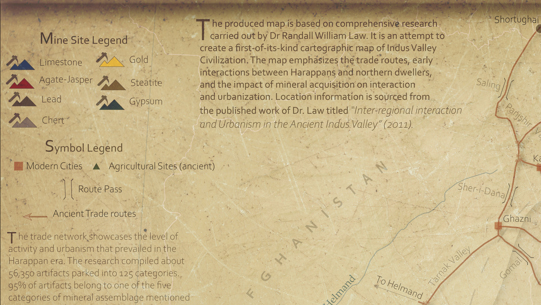 Mine Site Legend
Limestone
Gold
Agate-Jasper
Steatite
Lead
Gypsum
Chert
Symbol Legend
Modern Cities
Agricultural Sites (ancient)
Route Pass
Ancient Trade routes
The trade network showcases the level of
activity and urbanism that prevailed in the
Harappan era. The research compiled about
56,350 artifacts parked into 125 categories.
95% of artifacts belong to one of the five
categories of mineral assemblage mentioned
The produced map is based on comprehensive research
carried out by Dr Randall William Law. It is an attempt to
create a first-of-its-kind cartographic map of Indus Valley
Civilization. The map emphasizes the trade routes, early
interactions between Harappans and northern dwellers,
and the impact of mineral acquisition on interaction
and urbanization. Location information is sourced from
the published work of Dr. Law titled "Inter-regional interaction
and Urbanism in the Ancient Indus Valley" (2011).
Shortughai
Saling
Sher-i-Dana
Ghazni
FGHANISTAN
Helmand
To Helmand
Tarnak Valley